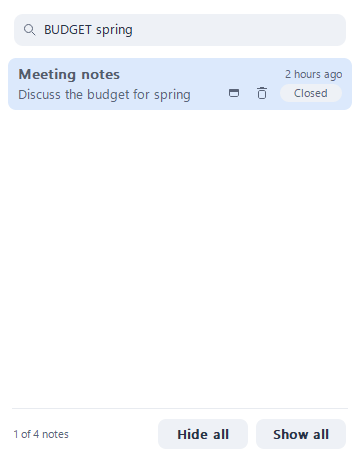 BUDGET spring
Meeting notes
2 hours ago
Discuss the budget for spring
Closed
1 of 4 notes
Hide all
Show all